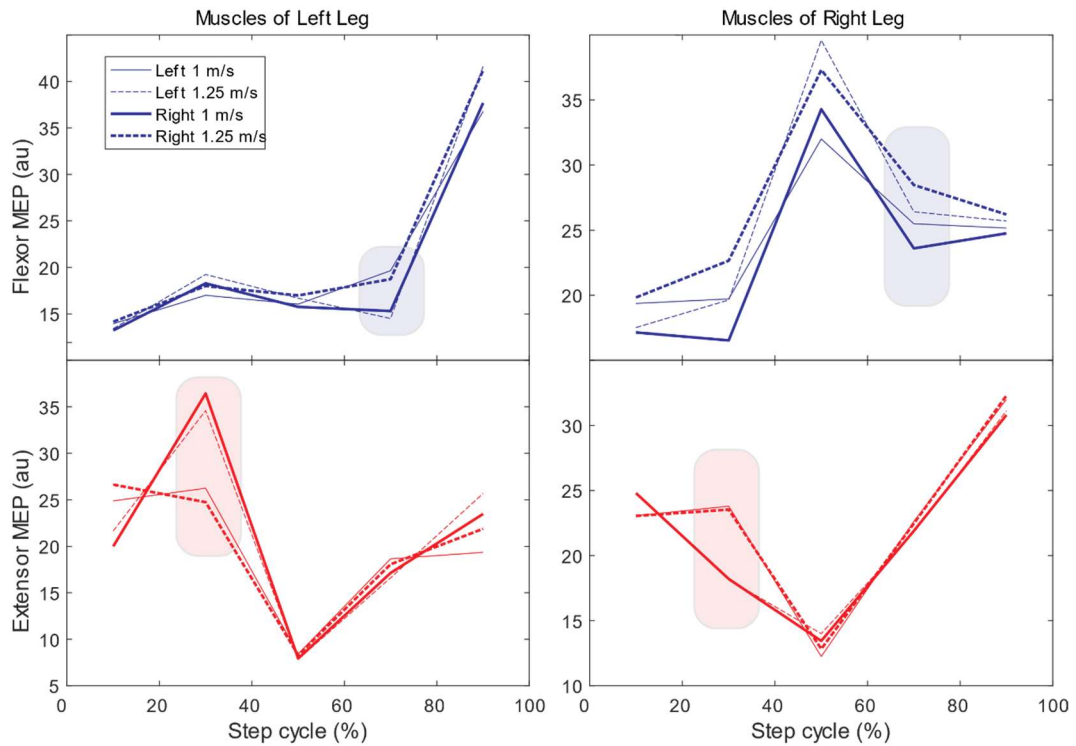 Muscles of Left Leg
Muscles of Right Leg
Left 1 m/s
Left 1.25 m/s
Right 1 m/s
Right 1.25 m/s
Flexor MEP (au)
40
35
30
25
20
15
35
30
25
20
Extensor MEP (au)
35
30
25
20
15
10
5
30
25
20
15
10
0 20 40 60 80 100
0 20 40 60 80 100
Step cycle (%)
Step cycle (%)